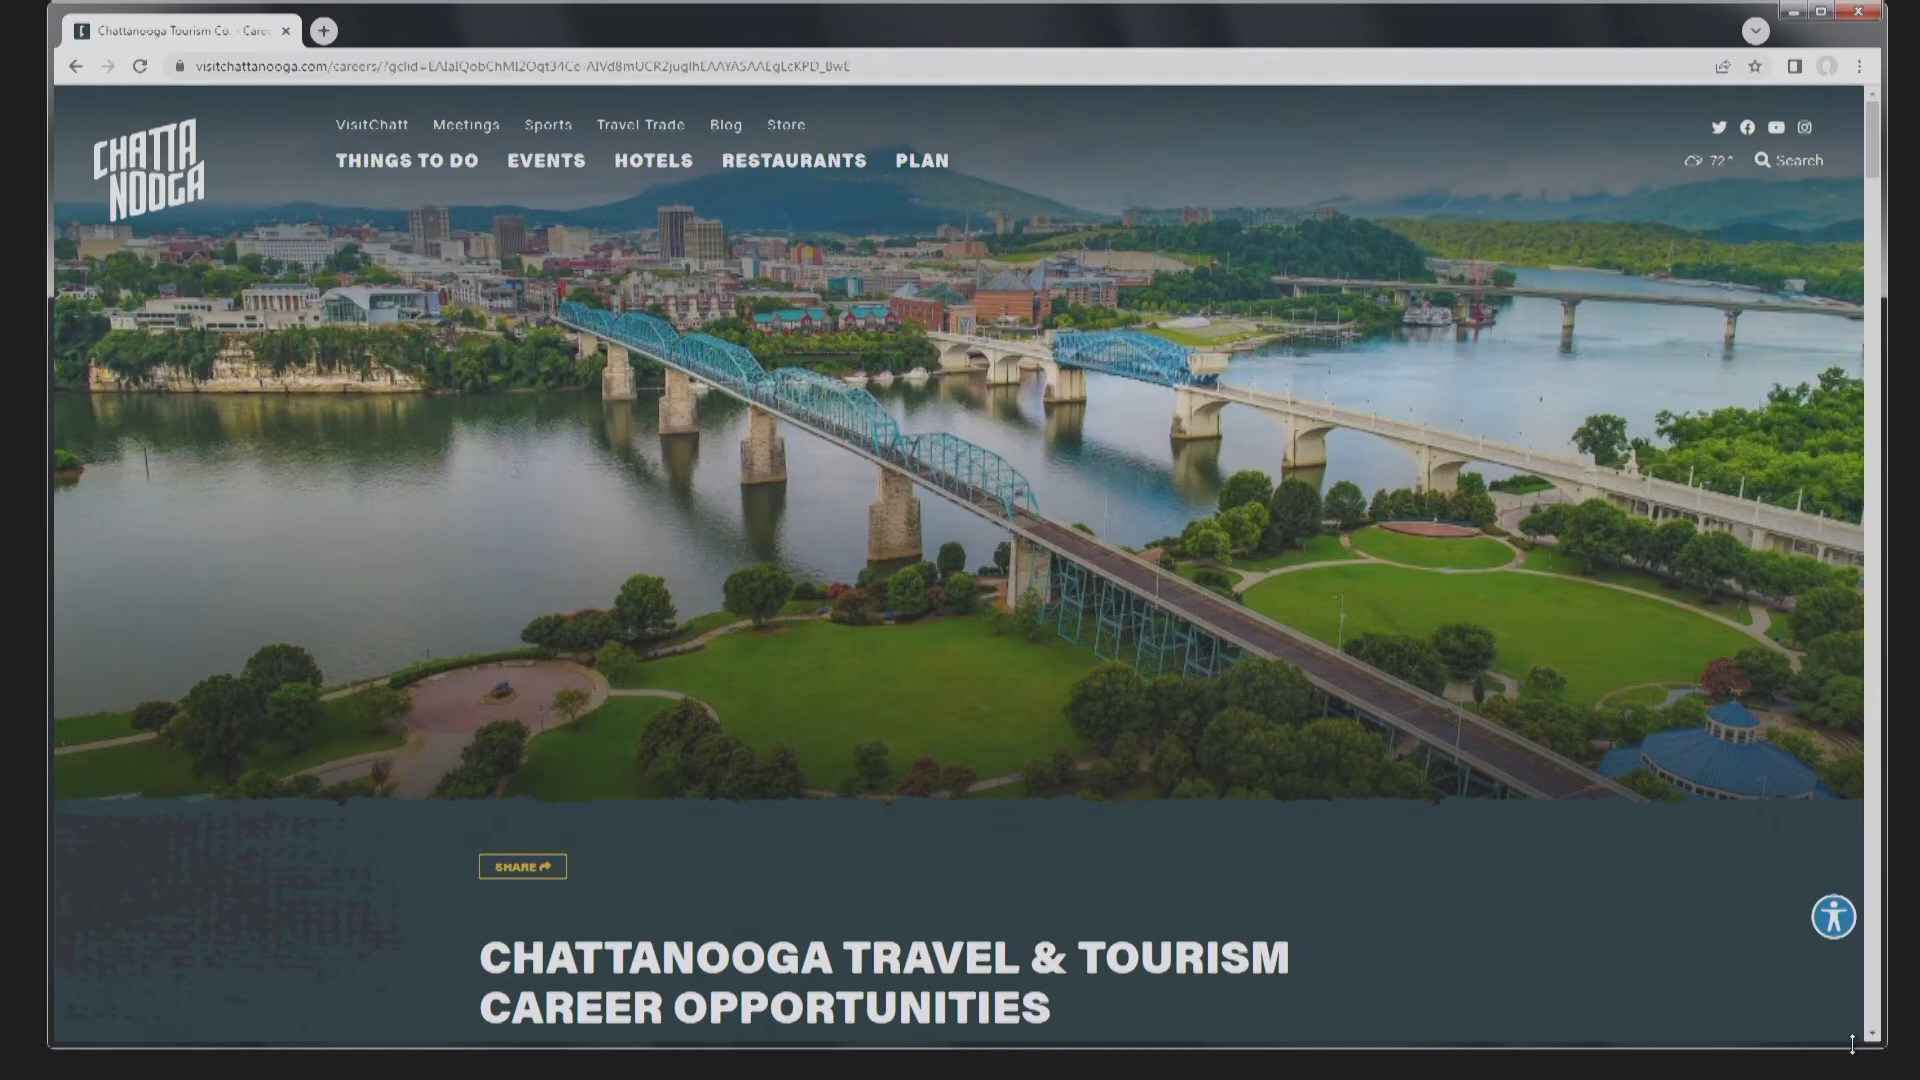 Chattanooga Tourism Co. - Caree
visitchattanooga.com/careers/?gclid=
VisitChatt Meetings Sports Travel Trade Blog Store
CHATTA
NOOGA
THINGS TO DO EVENTS HOTELS RESTAURANTS PLAN
72° Search
SHARE
CHATTANOOGA TRAVEL & TOURISM
CAREER OPPORTUNITIES